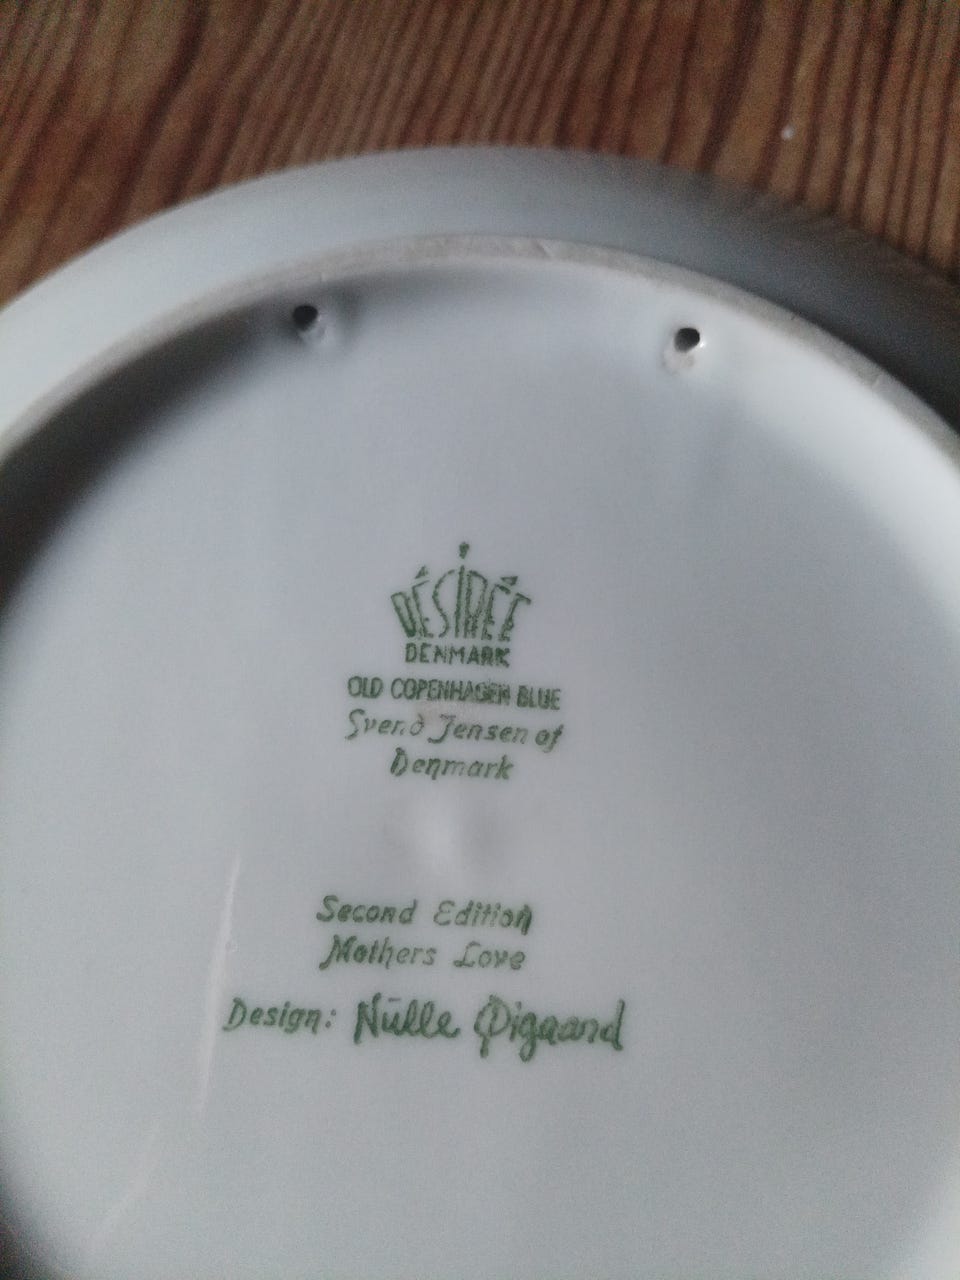 DÉSIRÉE
DENMARK
OLD COPENHAGEN BLUE
Svend Jensen of
Denmark
Second Edition
Mothers Love
Design: Nulle Øigaard